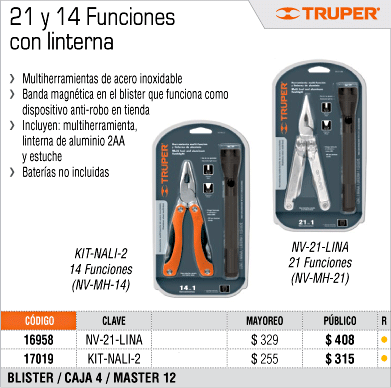 21 y 14 Funciones
con linterna
TRUPER®
› Multiherramientas de acero inoxidable
› Banda magnética en el blister que funciona como
dispositivo anti-robo en tienda
› Incluyen: multiherramienta,
linterna de aluminio 2AA
y estuche
› Baterías no incluidas
TRUPER
21 en 1
TRUPER
14 en 1
KIT-NALI-2
14 Funciones
(NV-MH-14)
NV-21-LINA
21 Funciones
(NV-MH-21)
CÓDIGO CLAVE MAYOREO PÚBLICO R
16958 NV-21-LINA $ 329 $ 408
17019 KIT-NALI-2 $ 255 $ 315
BLISTER / CAJA 4 / MASTER 12